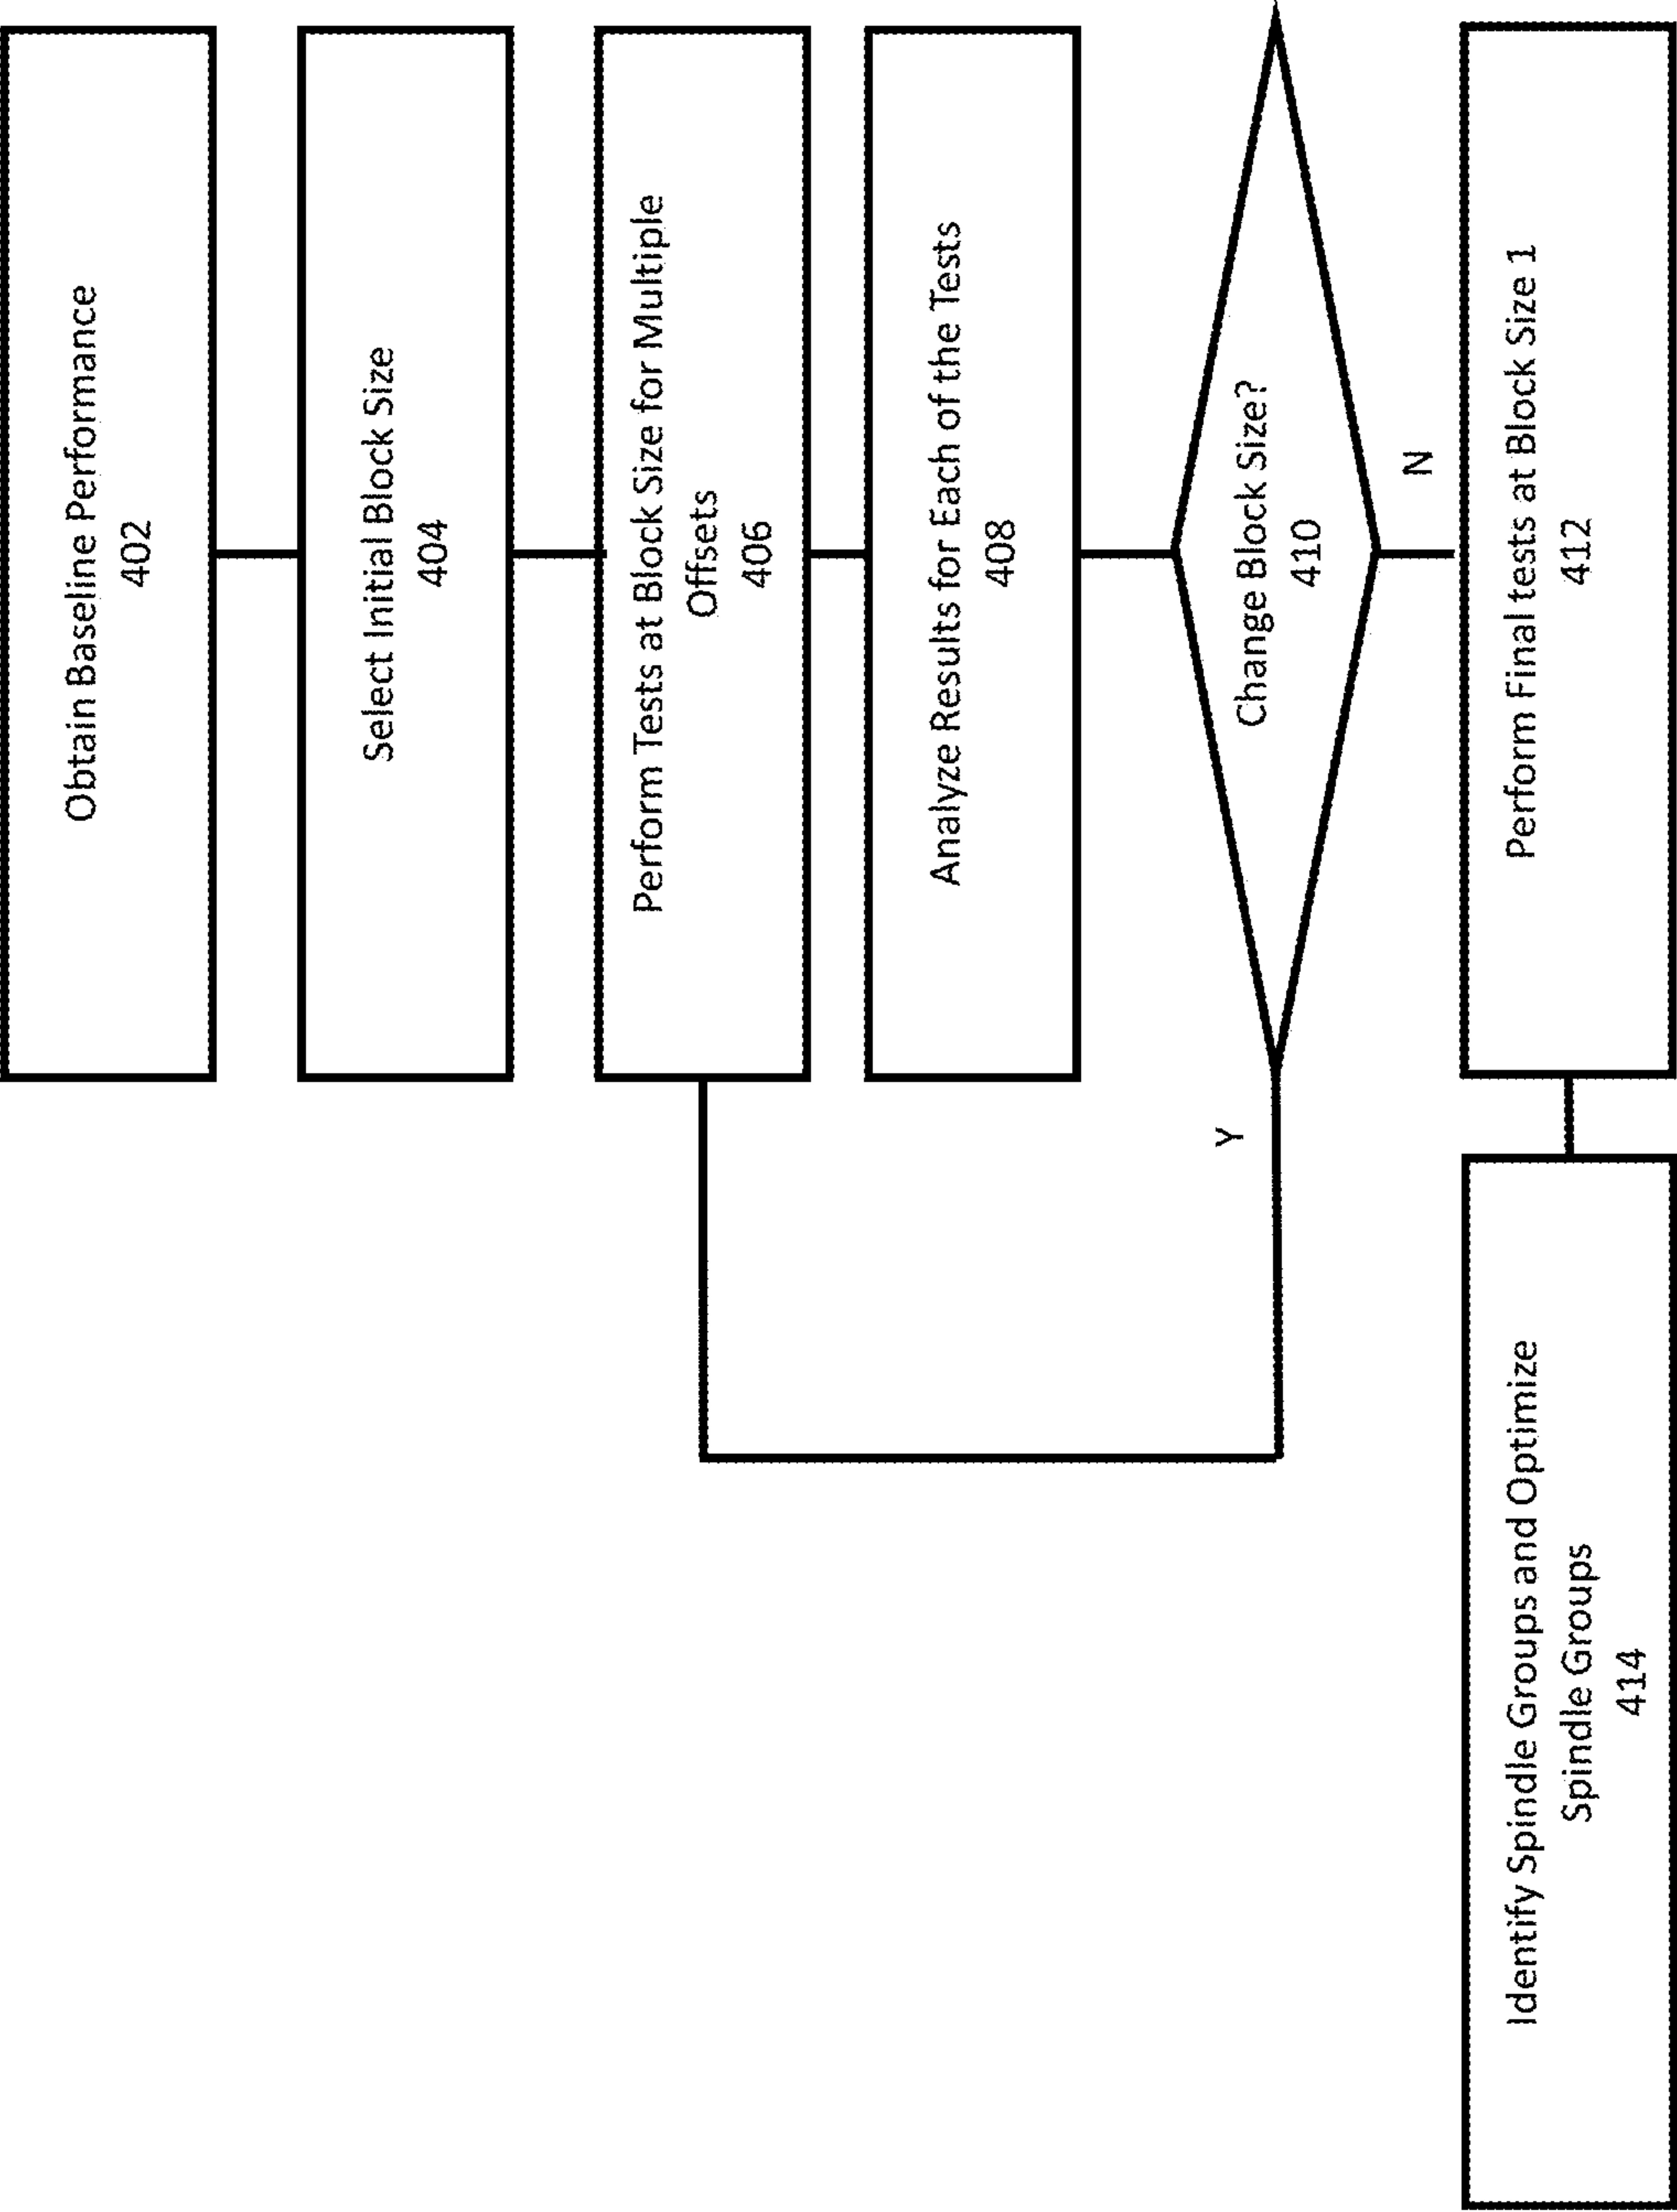 Obtain Baseline Performance
402
Select Initial Block Size
404
Perform Tests at Block Size for Multiple
Offsets
406
Analyze Results for Each of the Tests
408
Change Block Size?
410
Y
N
Perform Final tests at Block Size 1
412
Identify Spindle Groups and Optimize
Spindle Groups
414